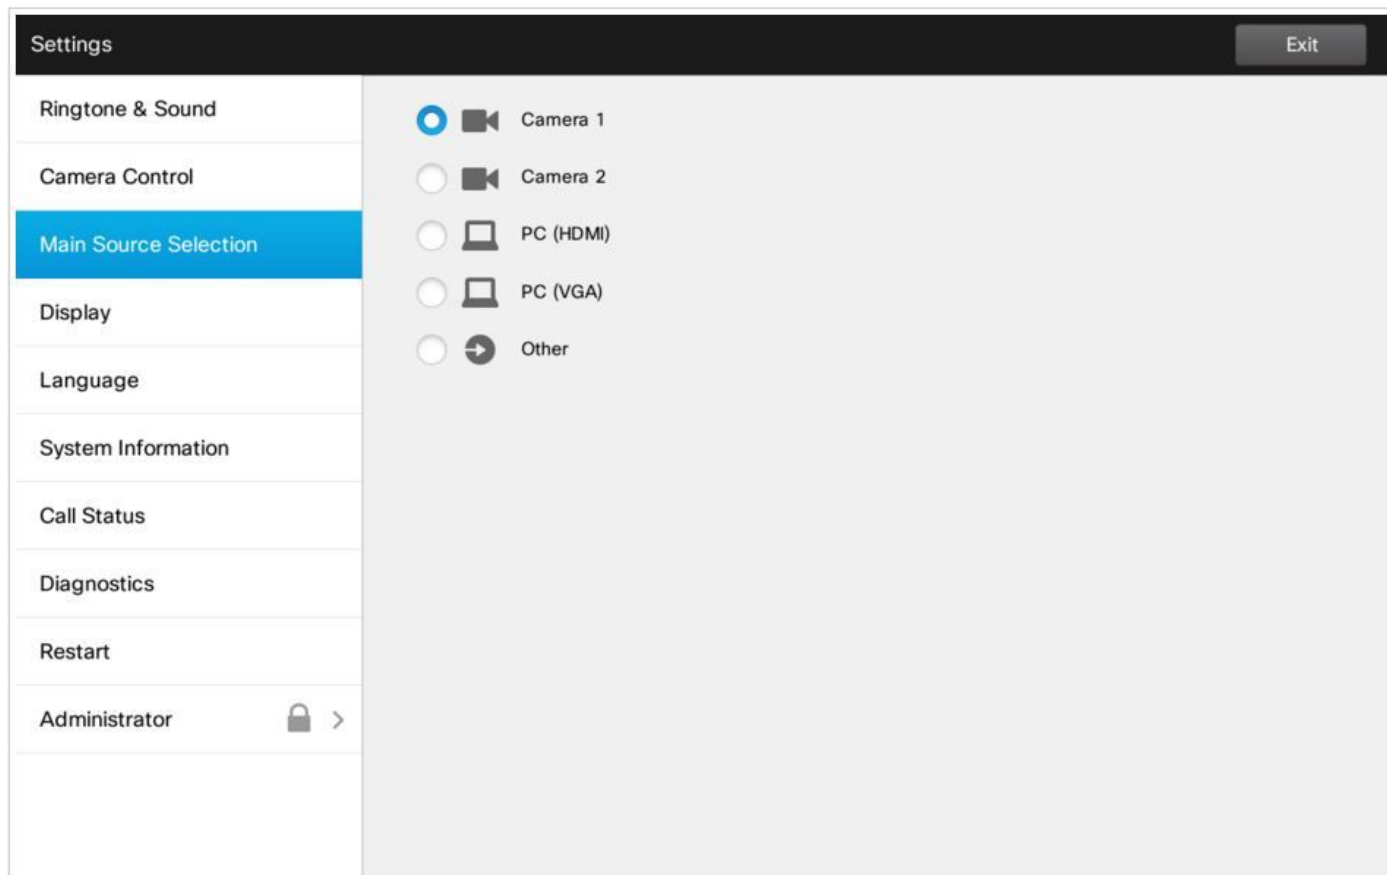 Settings
Exit
Ringtone & Sound
Camera Control
Main Source Selection
Display
Language
System Information
Call Status
Diagnostics
Restart
Administrator
Camera 1
Camera 2
PC (HDMI)
PC (VGA)
Other